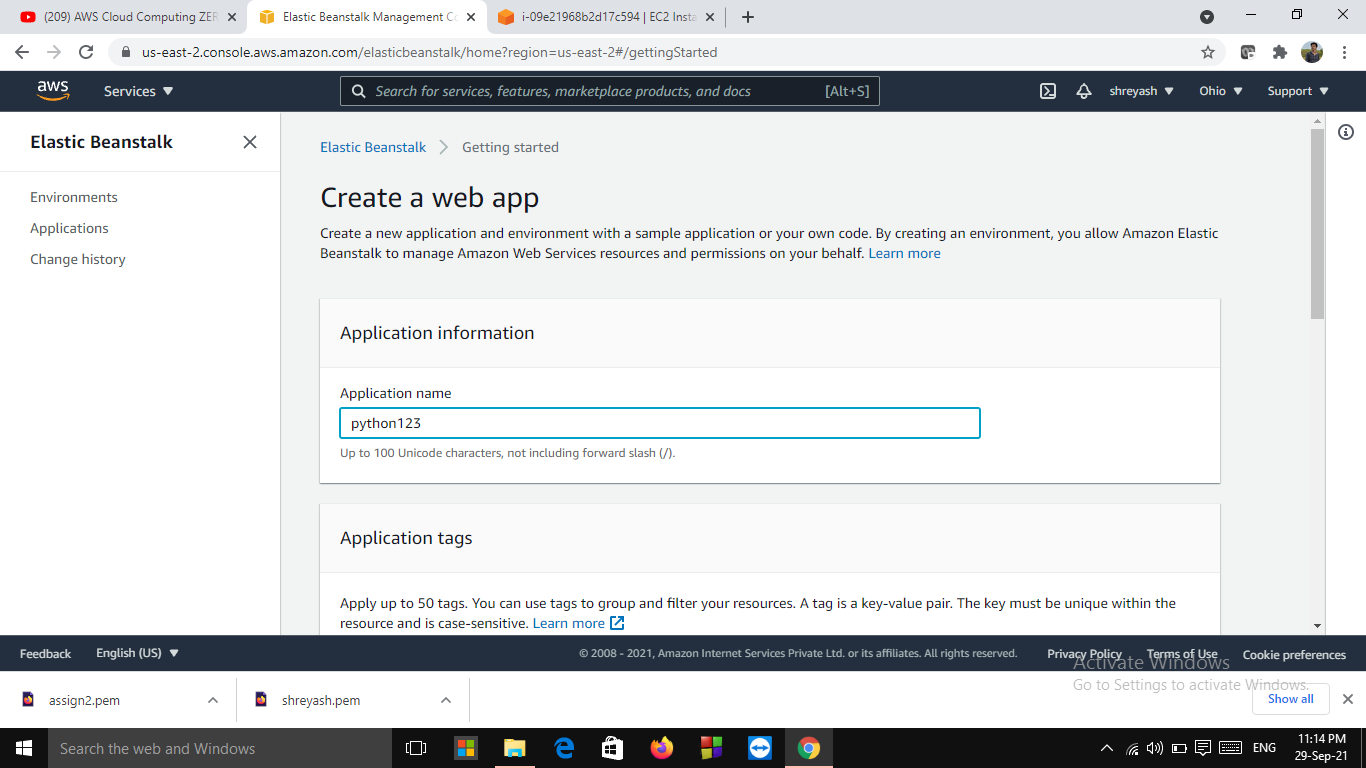 (209) AWS Cloud Computing ZER
Elastic Beanstalk Management Co
i-09e21968b2d17c594 | EC2 Insta
us-east-2.console.aws.amazon.com/elasticbeanstalk/home?region=us-east-2#/gettingStarted
aws
Services
Search for services, features, marketplace products, and docs
[Alt+S]
shreyash
Ohio
Support
Elastic Beanstalk
Environments
Applications
Change history
Elastic Beanstalk
Getting started
Create a web app
Create a new application and environment with a sample application or your own code. By creating an environment, you allow Amazon Elastic
Beanstalk to manage Amazon Web Services resources and permissions on your behalf. Learn more
Application information
Application name
python123
Up to 100 Unicode characters, not including forward slash (/).
Application tags
Apply up to 50 tags. You can use tags to group and filter your resources. A tag is a key-value pair. The key must be unique within the
resource and is case-sensitive. Learn more
Feedback
English (US)
© 2008 - 2021, Amazon Internet Services Private Ltd. or its affiliates. All rights reserved.
Privacy Policy
Terms of Use
Cookie preferences
Activate Windows
Go to Settings to activate Windows.
assign2.pem
shreyash.pem
Show all
Search the web and Windows
ENG
11:14 PM
29-Sep-21